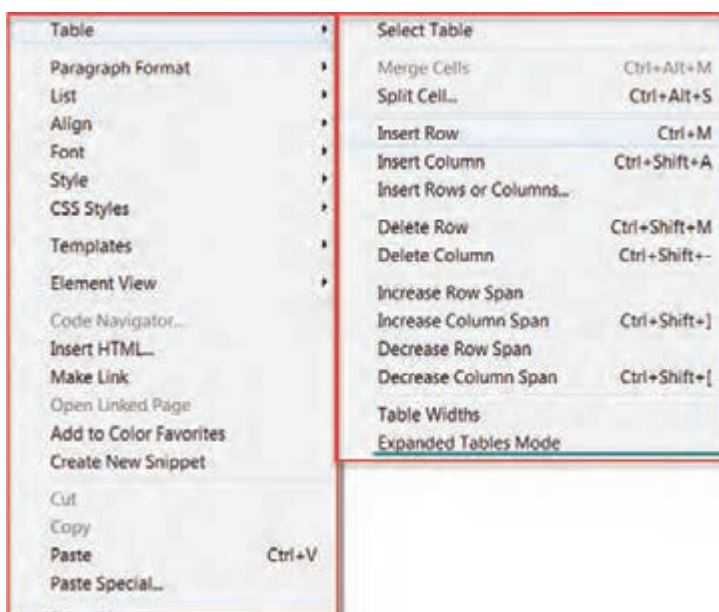 Table
Paragraph Format
List
Align
Font
Style
CSS Styles
Templates
Element View
Code Navigator...
Insert HTML...
Make Link
Open Linked Page
Add to Color Favorites
Create New Snippet
Cut
Copy
Paste Ctrl+V
Paste Special...
Select Table
Merge Cells Ctrl+Alt+M
Split Cell... Ctrl+Alt+S
Insert Row Ctrl+M
Insert Column Ctrl+Shift+A
Insert Rows or Columns...
Delete Row Ctrl+Shift+M
Delete Column Ctrl+Shift+-
Increase Row Span
Increase Column Span Ctrl+Shift+]
Decrease Row Span
Decrease Column Span Ctrl+Shift+[
Table Widths
Expanded Tables Mode